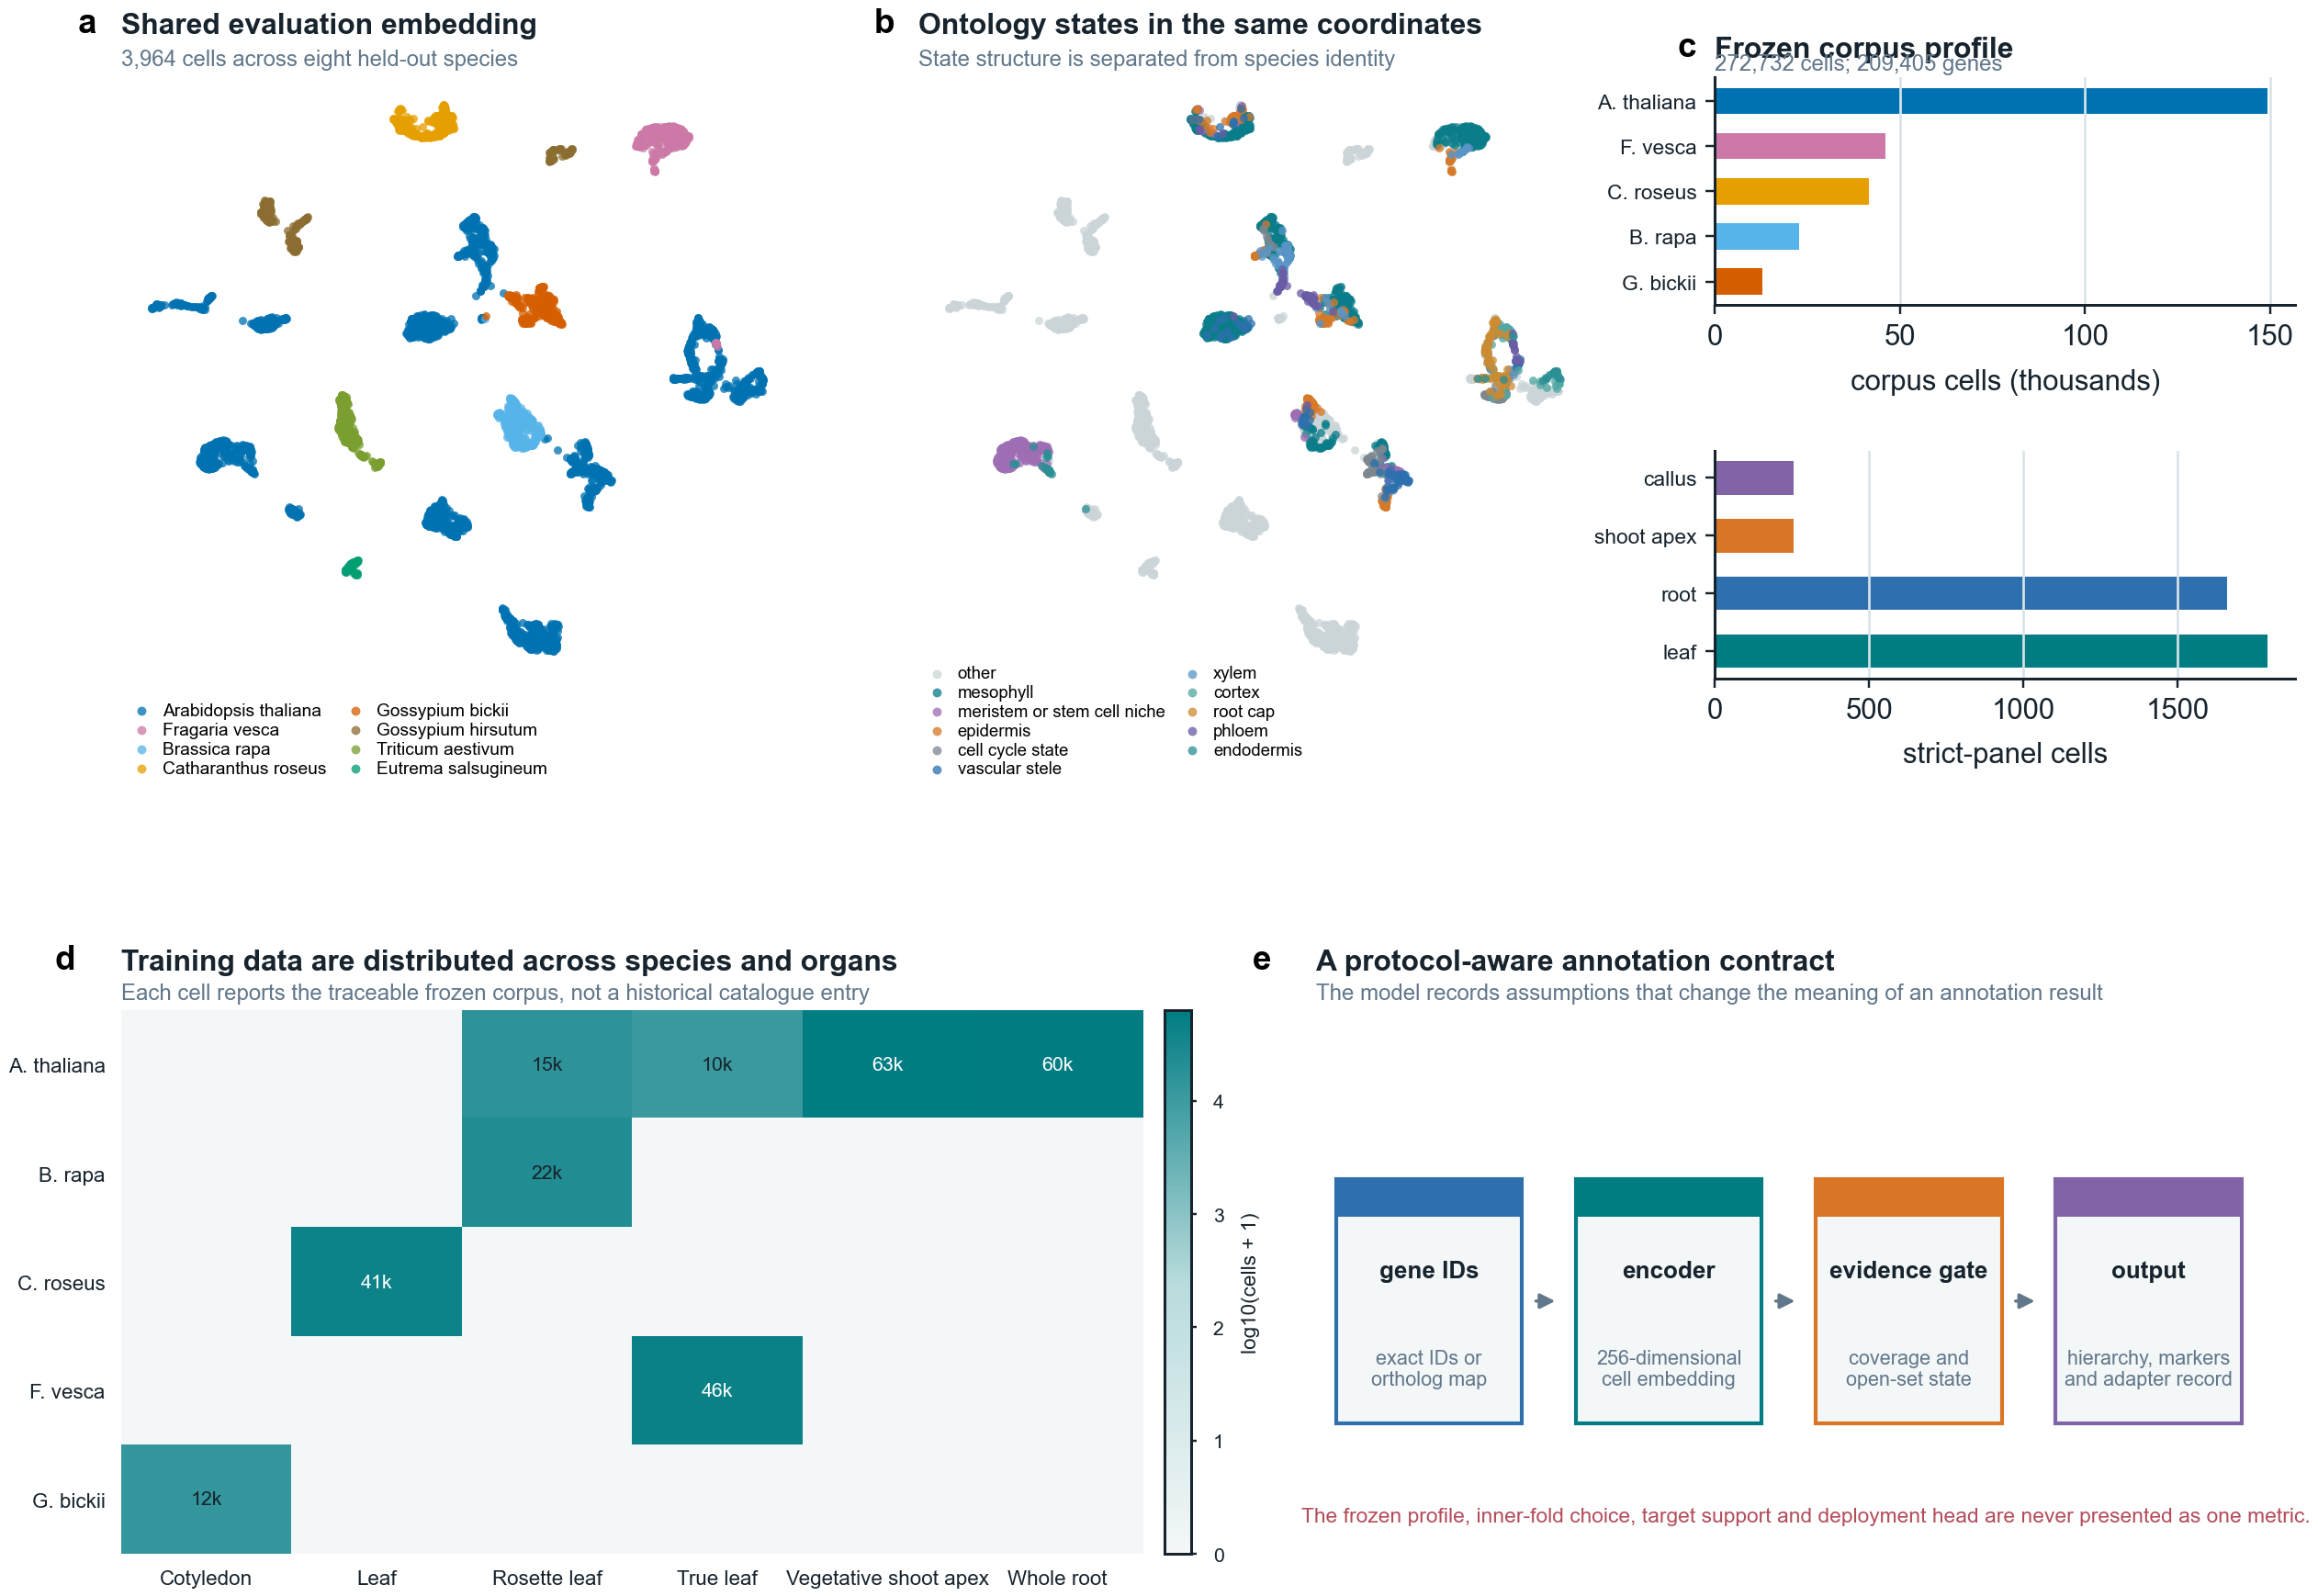 a Shared evaluation embedding
3,964 cells across eight held-out species
Arabidopsis thaliana
Fragaria vesca
Brassica rapa
Catharanthus roseus
Gossypium bickii
Gossypium hirsutum
Triticum aestivum
Eutrema salsugineum
b Ontology states in the same coordinates
State structure is separated from species identity
other
mesophyll
meristem or stem cell niche
epidermis
cell cycle state
vascular stele
xylem
cortex
root cap
phloem
endodermis
c Frozen corpus profile
272,732 cells; 209,405 genes
A. thaliana
F. vesca
C. roseus
B. rapa
G. bickii
0 50 100 150
corpus cells (thousands)
callus
shoot apex
root
leaf
0 500 1000 1500
strict-panel cells
d Training data are distributed across species and organs
Each cell reports the traceable frozen corpus, not a historical catalogue entry
A. thaliana 15k 10k 63k 60k
B. rapa 22k
C. roseus 41k
F. vesca 46k
G. bickii 12k
Cotyledon Leaf Rosette leaf True leaf Vegetative shoot apex Whole root
4
3
2
1
0
log10(cells + 1)
e A protocol-aware annotation contract
The model records assumptions that change the meaning of an annotation result
gene IDs
exact IDs or
ortholog map
encoder
256-dimensional
cell embedding
evidence gate
coverage and
open-set state
output
hierarchy, markers
and adapter record
The frozen profile, inner-fold choice, target support and deployment head are never presented as one metric.